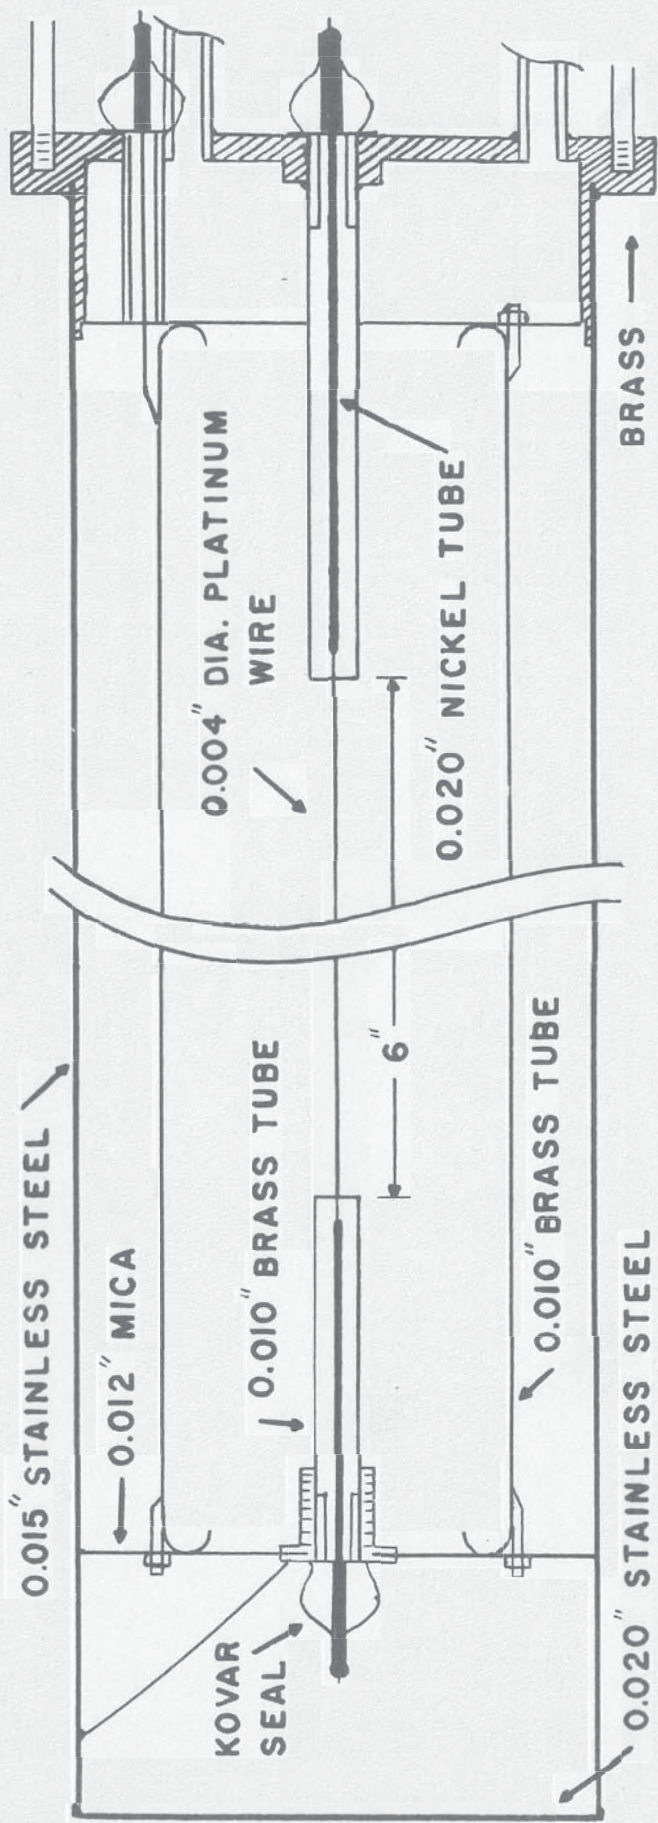 0.015" STAINLESS STEEL
0.012" MICA
KOVAR
SEAL
0.010" BRASS TUBE
0.004" DIA. PLATINUM
WIRE
6"
0.020" NICKEL TUBE
0.010" BRASS TUBE
0.020" STAINLESS STEEL
BRASS